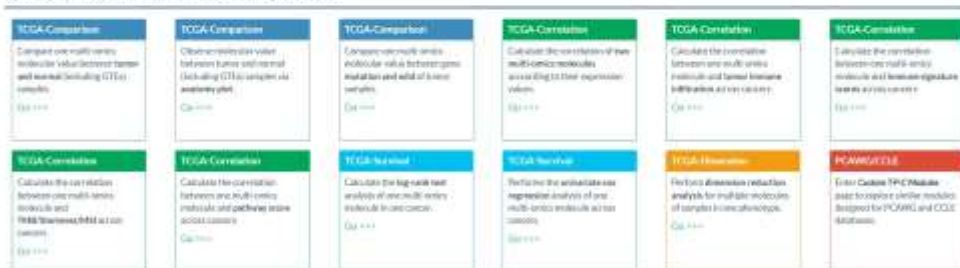 TCGA-Comparison
Compare one multi-omics
molecular value between tumor
and normal (including GTEx)
samples.
Go >>>
TCGA-Comparison
Observe molecular value
between tumor and normal
(including GTEx) samples via
anatomy plot.
Go >>>
TCGA-Comparison
Compare one multi-omics
molecular value between gene
mutation and wild of tumor
samples.
Go >>>
TCGA-Correlation
Calculate the correlation of two
multi-omics molecules
according to their expression
values.
Go >>>
TCGA-Correlation
Calculate the correlation
between one multi-omics
molecule and tumor immune
infiltration across cancers.
Go >>>
TCGA-Correlation
Calculate the correlation
between one multi-omics
molecule and immune signature
scores across cancers.
Go >>>
TCGA-Correlation
Calculate the correlation
between one multi-omics
molecule and
TMB/Stemness/MSI across
cancers.
Go >>>
TCGA-Correlation
Calculate the correlation
between one multi-omics
molecule and pathway score
across cancers.
Go >>>
TCGA-Survival
Calculate the log-rank test
analysis of one multi-omics
molecule in one cancer.
Go >>>
TCGA-Survival
Performs the univariate cox
regression analysis of one
multi-omics molecule across
cancers.
Go >>>
TCGA-Dimension
Perform dimension reduction
analysis for multiple molecules
of samples in one phenotype.
Go >>>
PCAWG/CCLE
Enter Custom TPC Modules
page to explore similar modules
designed for PCAWG and CCLE
databases.